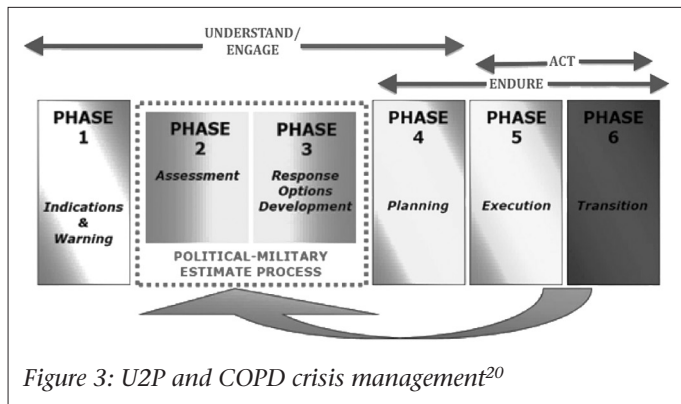 UNDERSTAND/
ENGAGE
ACT
ENDURE
PHASE
1
Indications
&
Warning
PHASE
2
Assessment
PHASE
3
Response
Options
Development
POLITICAL-MILITARY
ESTIMATE PROCESS
PHASE
4
Planning
PHASE
5
Execution
PHASE
6
Transition
Figure 3: U2P and COPD crisis management²⁰